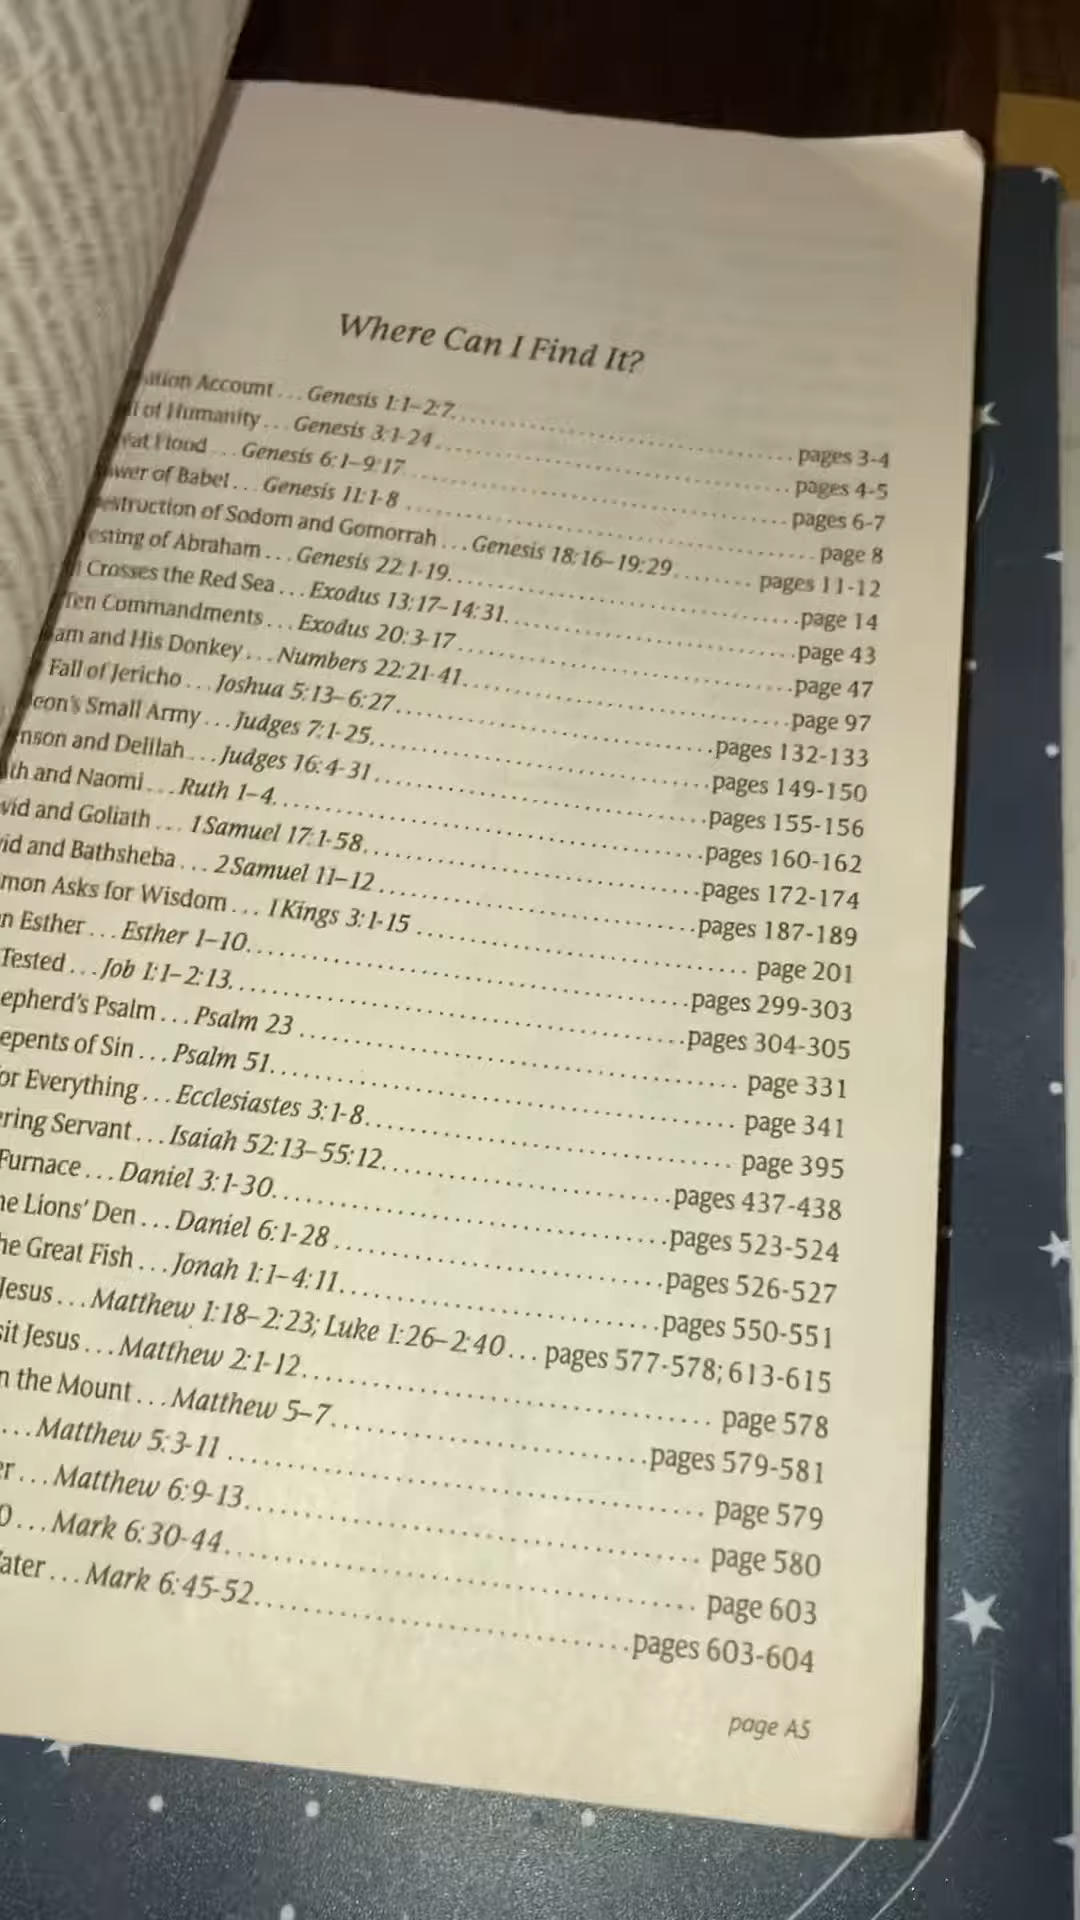 Where Can I Find It?
Account... Genesis 1:1–2:7 pages 3-4
of Humanity... Genesis 3:1-24 pages 4-5
Flood... Genesis 6:1–9:17 pages 6-7
of Babel... Genesis 11:1-8 page 8
of Sodom and Gomorrah... Genesis 18:16–19:29 pages 11-12
of Abraham... Genesis 22:1-19 page 14
Crosses the Red Sea... Exodus 13:17–14:31 page 43
Ten Commandments... Exodus 20:3-17 page 47
and His Donkey... Numbers 22:21-41 page 97
Fall of Jericho... Joshua 5:13–6:27 pages 132-133
Small Army... Judges 7:1-25 pages 149-150
and Delilah... Judges 16:4-31 pages 155-156
and Naomi... Ruth 1–4 pages 160-162
and Goliath... 1 Samuel 17:1-58 pages 172-174
and Bathsheba... 2 Samuel 11–12 pages 187-189
Asks for Wisdom... 1 Kings 3:1-15 page 201
Esther... Esther 1–10 pages 299-303
Tested... Job 1:1–2:13 pages 304-305
Psalm... Psalm 23 page 331
of Sin... Psalm 51 page 341
Everything... Ecclesiastes 3:1-8 page 395
Servant... Isaiah 52:13–55:12 pages 437-438
Furnace... Daniel 3:1-30 pages 523-524
Lions' Den... Daniel 6:1-28 pages 526-527
Great Fish... Jonah 1:1–4:11 pages 550-551
Jesus... Matthew 1:18–2:23; Luke 1:26–2:40... pages 577-578; 613-615
Jesus... Matthew 2:1-12 page 578
the Mount... Matthew 5–7 pages 579-581
... Matthew 5:3-11 page 579
... Matthew 6:9-13 page 580
... Mark 6:30-44 page 603
... Mark 6:45-52 pages 603-604
page A5